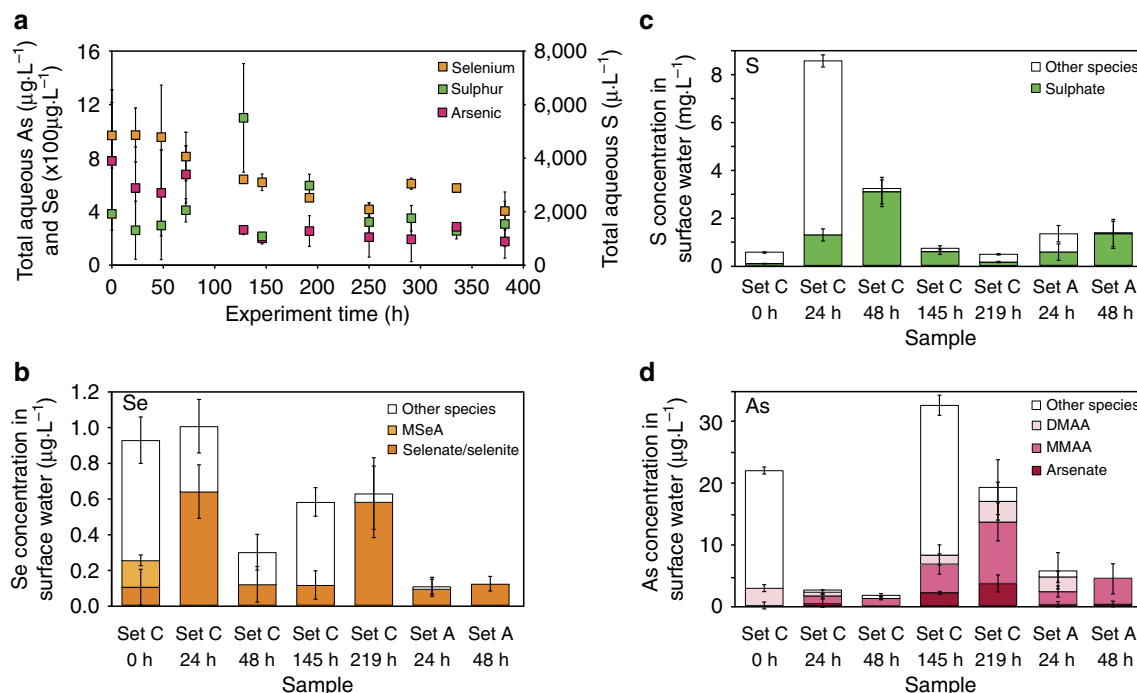 a
Total aqueous As (μg·L⁻¹)
and Se (x100μg·L⁻¹)
16
12
8
4
0
8,000
6,000
4,000
2,000
0
Total aqueous S (μ·L⁻¹)
Selenium
Sulphur
Arsenic
0 50 100 150 200 250 300 350 400
Experiment time (h)
c
S concentration in
surface water (mg·L⁻¹)
8
6
4
2
0
S
Other species
Sulphate
Set C Set C Set C Set C Set C Set A Set A
0 h 24 h 48 h 145 h 219 h 24 h 48 h
Sample
b
Se concentration in
surface water (μg·L⁻¹)
1.2
1.0
0.8
0.6
0.4
0.2
0.0
Se
Other species
MSeA
Selenate/selenite
Set C Set C Set C Set C Set C Set A Set A
0 h 24 h 48 h 145 h 219 h 24 h 48 h
Sample
d
As concentration in
surface water (μg·L⁻¹)
30
20
10
0
As
Other species
DMAA
MMAA
Arsenate
Set C Set C Set C Set C Set C Set A Set A
0 h 24 h 48 h 145 h 219 h 24 h 48 h
Sample